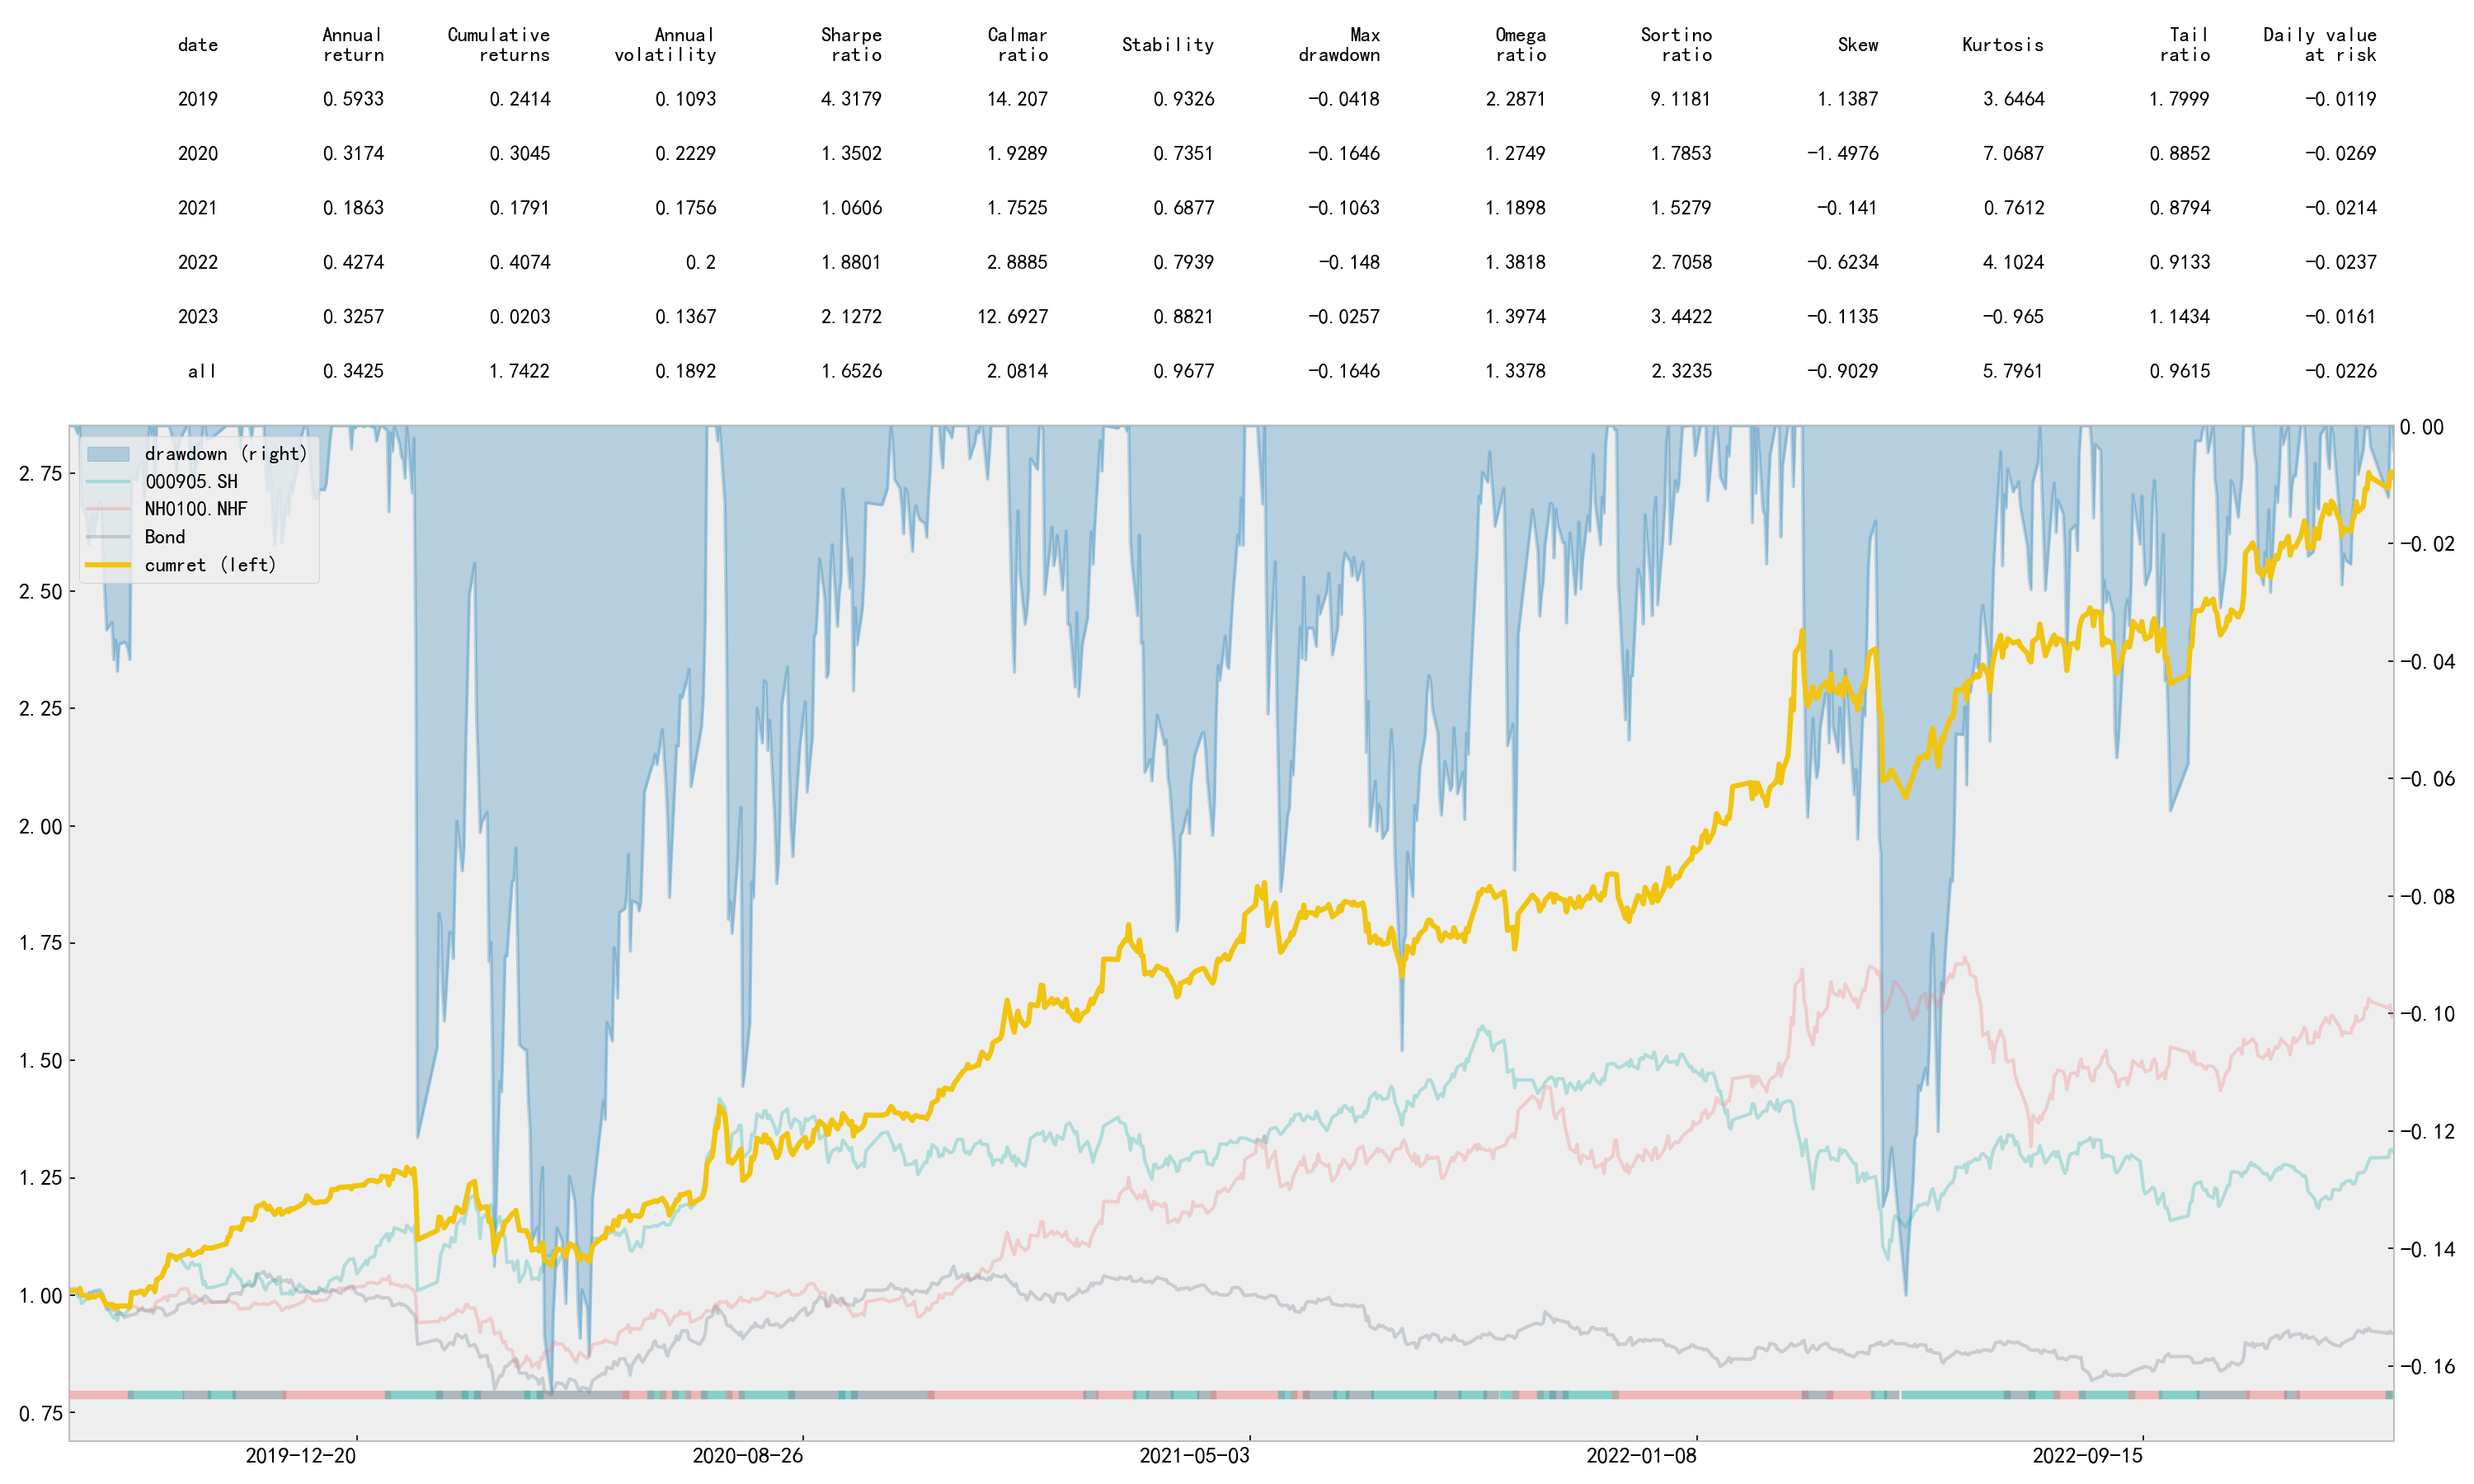 date Annual return Cumulative returns Annual volatility Sharpe ratio Calmar ratio Stability Max drawdown Omega ratio Sortino ratio Skew Kurtosis Tail ratio Daily value at risk
2019 0.5933 0.2414 0.1093 4.3179 14.207 0.9326 −0.0418 2.2871 9.1181 1.1387 3.6464 1.7999 −0.0119
2020 0.3174 0.3045 0.2229 1.3502 1.9289 0.7351 −0.1646 1.2749 1.7853 −1.4976 7.0687 0.8852 −0.0269
2021 0.1863 0.1791 0.1756 1.0606 1.7525 0.6877 −0.1063 1.1898 1.5279 −0.141 0.7612 0.8794 −0.0214
2022 0.4274 0.4074 0.2 1.8801 2.8885 0.7939 −0.148 1.3818 2.7058 −0.6234 4.1024 0.9133 −0.0237
2023 0.3257 0.0203 0.1367 2.1272 12.6927 0.8821 −0.0257 1.3974 3.4422 −0.1135 −0.965 1.1434 −0.0161
all 0.3425 1.7422 0.1892 1.6526 2.0814 0.9677 −0.1646 1.3378 2.3235 −0.9029 5.7961 0.9615 −0.0226
drawdown (right)
000905.SH
NH0100.NHF
Bond
cumret (left)
2.75
2.50
2.25
2.00
1.75
1.50
1.25
1.00
0.75
0.00
−0.02
−0.04
−0.06
−0.08
−0.10
−0.12
−0.14
−0.16
2019-12-20 2020-08-26 2021-05-03 2022-01-08 2022-09-15